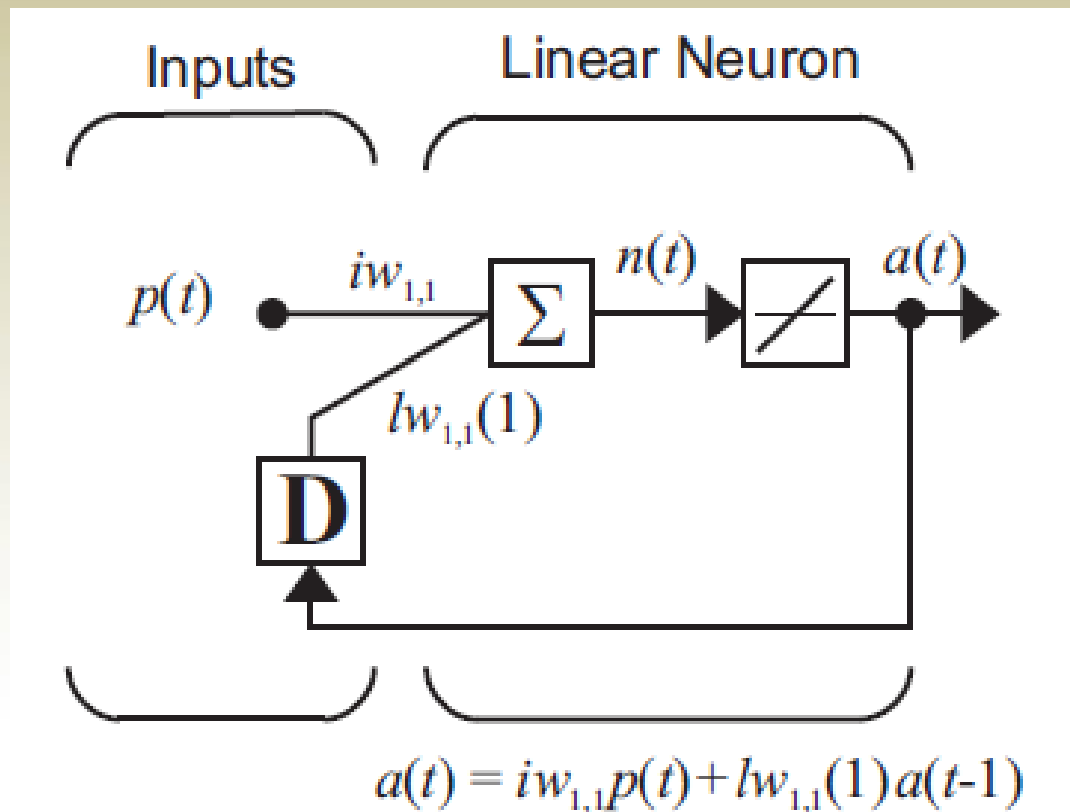 Inputs
Linear Neuron
p(t)
iw₁,₁
Σ
n(t)
a(t)
lw₁,₁(1)
D
a(t) = iw₁,₁p(t)+lw₁,₁(1)a(t-1)